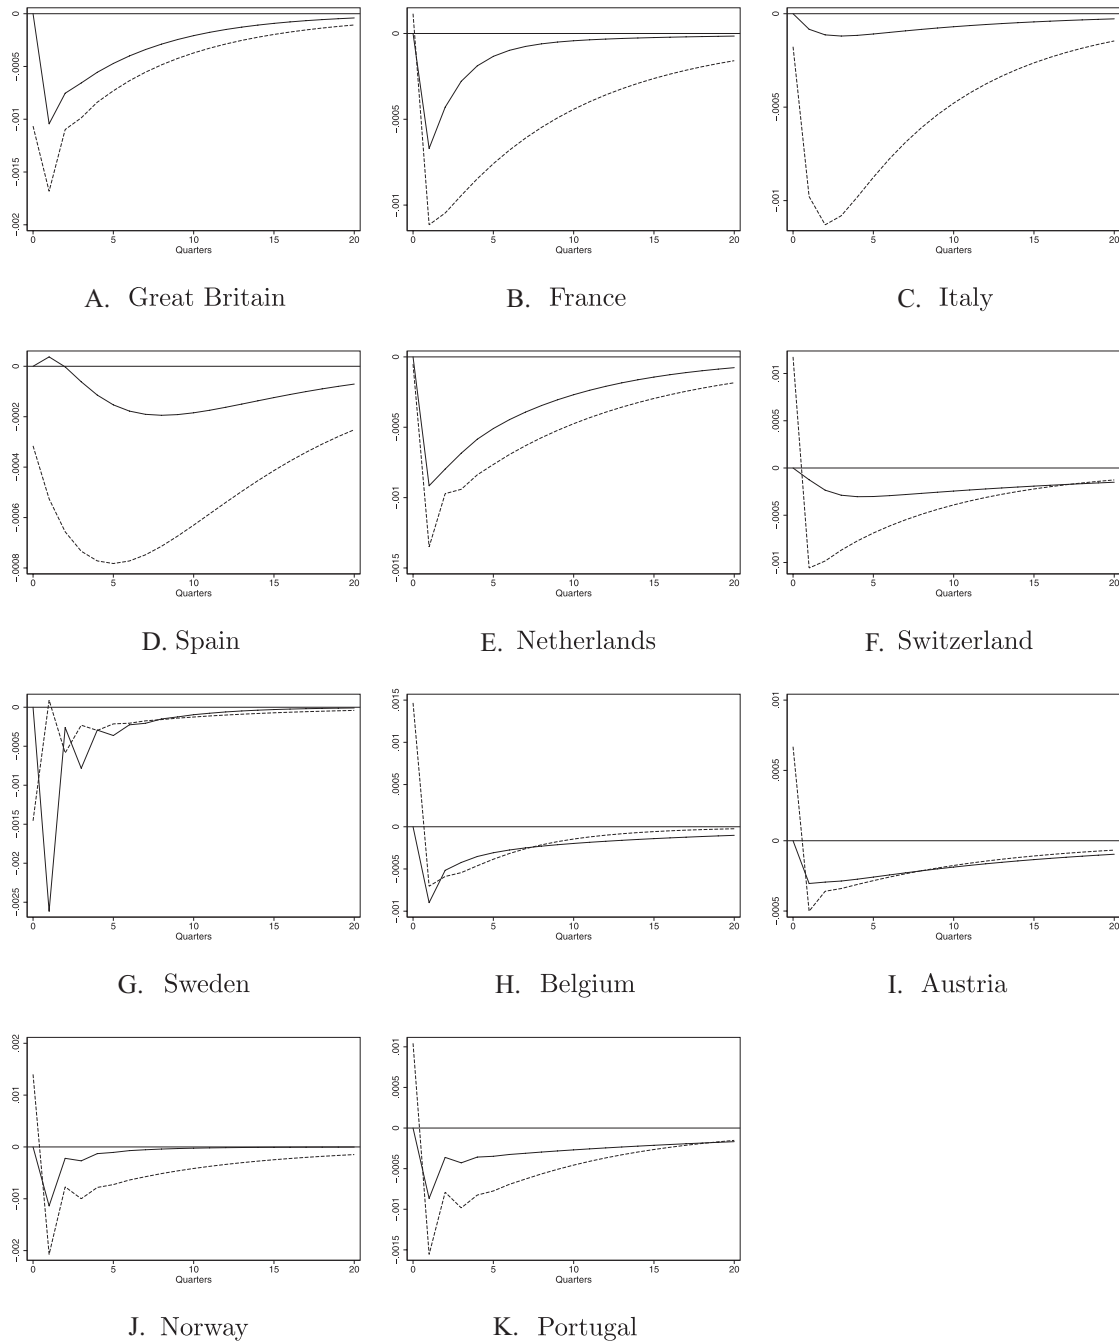 0
-.0005
-.001
-.0015
-.002
0 5 10 15 20
Quarters
A. Great Britain
0
-.0005
-.001
0 5 10 15 20
Quarters
B. France
0
-.0005
-.001
0 5 10 15 20
Quarters
C. Italy
0
-.0002
-.0004
-.0006
-.0008
0 5 10 15 20
Quarters
D. Spain
0
-.0005
-.001
-.0015
0 5 10 15 20
Quarters
E. Netherlands
.001
.0005
0
-.0005
-.001
0 5 10 15 20
Quarters
F. Switzerland
0
-.0005
-.001
-.0015
-.002
-.0025
0 5 10 15 20
Quarters
G. Sweden
.0015
.001
.0005
0
-.0005
-.001
0 5 10 15 20
Quarters
H. Belgium
.001
.0005
0
-.0005
0 5 10 15 20
Quarters
I. Austria
.002
.001
0
-.001
-.002
0 5 10 15 20
Quarters
J. Norway
.001
.0005
0
-.0005
-.001
-.0015
0 5 10 15 20
Quarters
K. Portugal